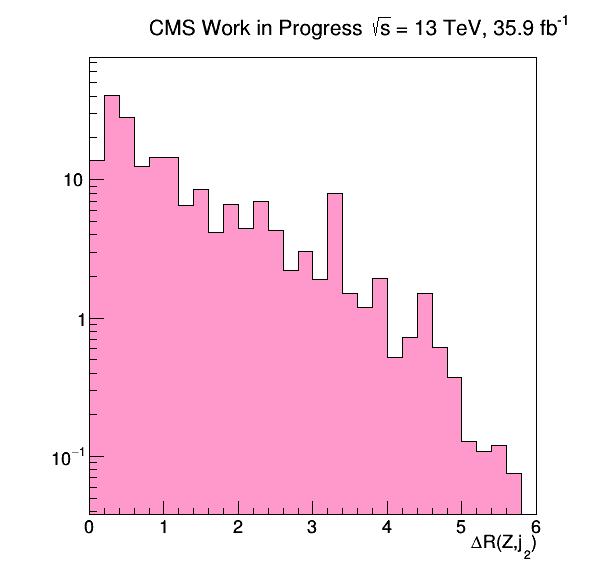 CMS Work in Progress √s = 13 TeV, 35.9 fb⁻¹
10
1
10⁻¹
0 1 2 3 4 5 6
ΔR(Z,j₂)